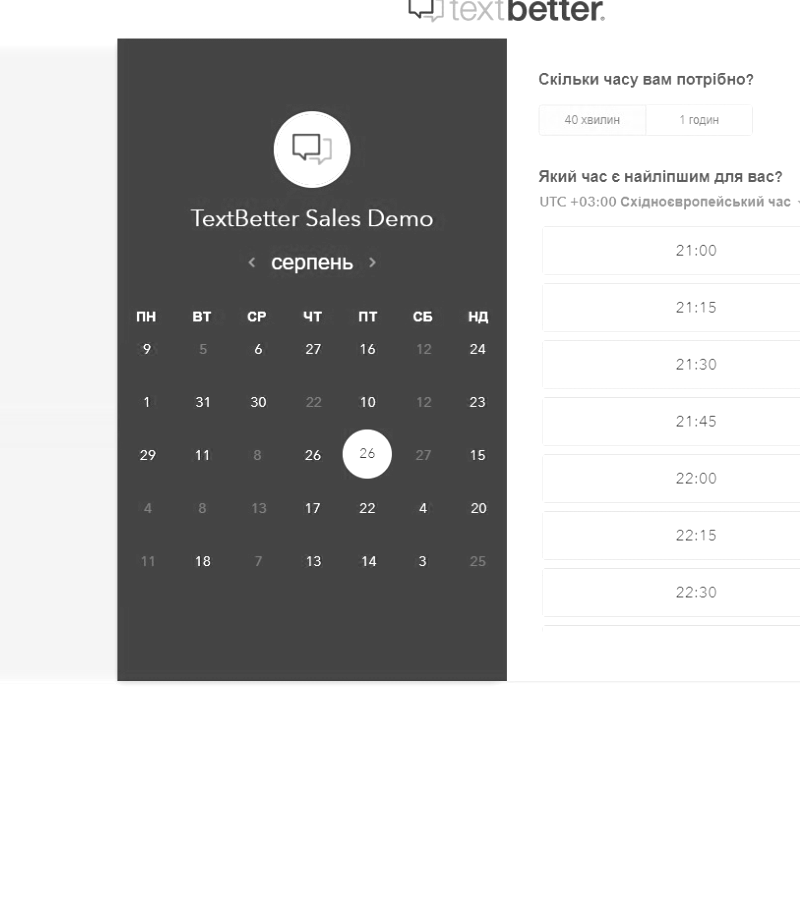 textbetter.
TextBetter Sales Demo
< серпень >
ПН ВТ СР ЧТ ПТ СБ НД
9 5 6 27 16 12 24
1 31 30 22 10 12 23
29 11 8 26 26 27 15
4 8 13 17 22 4 20
11 18 7 13 14 3 25
Скільки часу вам потрібно?
40 хвилин 1 годин
Який час є найліпшим для вас?
UTC +03:00 Східноєвропейський час
21:00
21:15
21:30
21:45
22:00
22:15
22:30